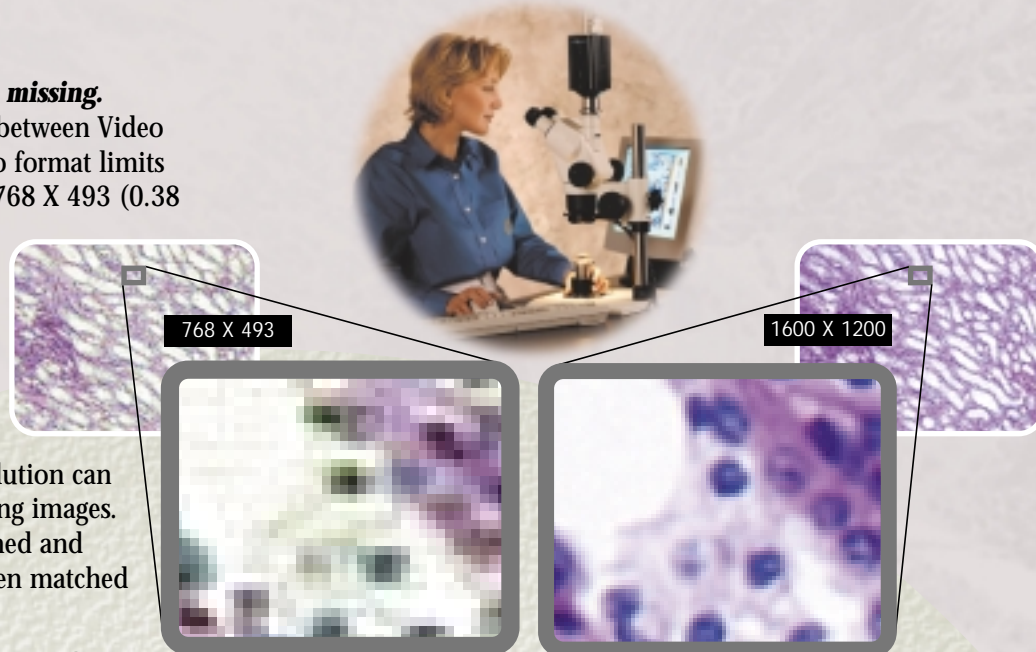 missing.
between Video
o format limits
768 X 493 (0.38
768 X 493
1600 X 1200
lution can
ng images.
ned and
en matched